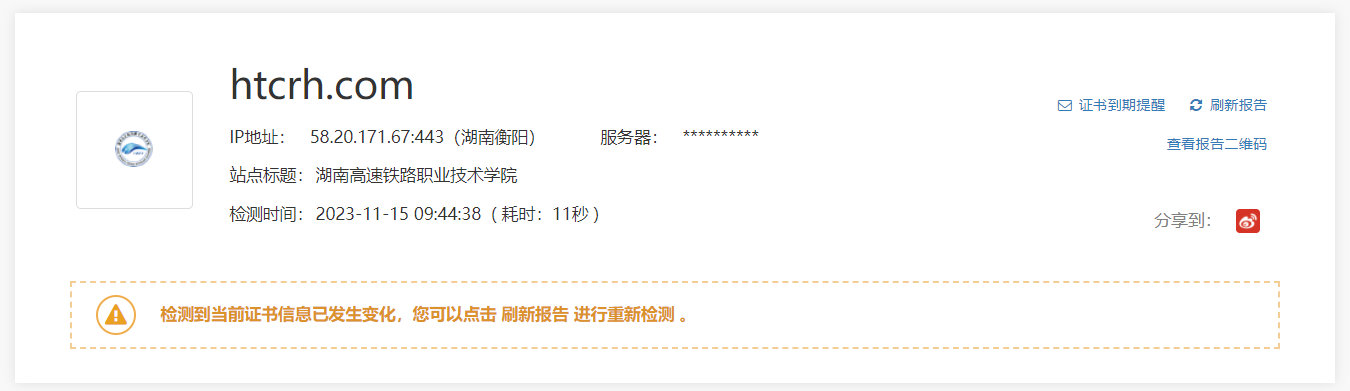 htcrh.com
IP地址： 58.20.171.67:443（湖南衡阳） 服务器： **********
站点标题：湖南高速铁路职业技术学院
检测时间：2023-11-15 09:44:38（耗时：11秒）
证书到期提醒 刷新报告
查看报告二维码
分享到：
检测到当前证书信息已发生变化，您可以点击 刷新报告 进行重新检测 。